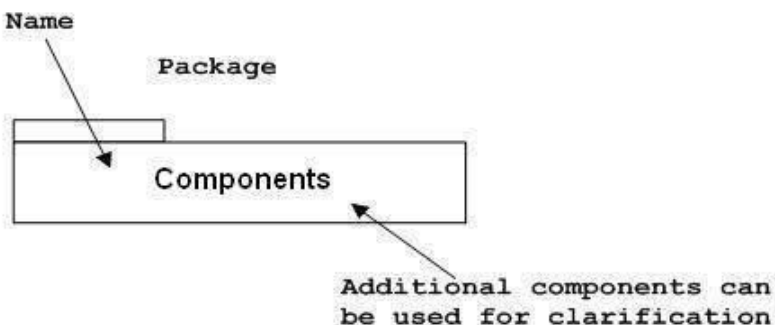 Name
Package
Components
Additional components can
be used for clarification